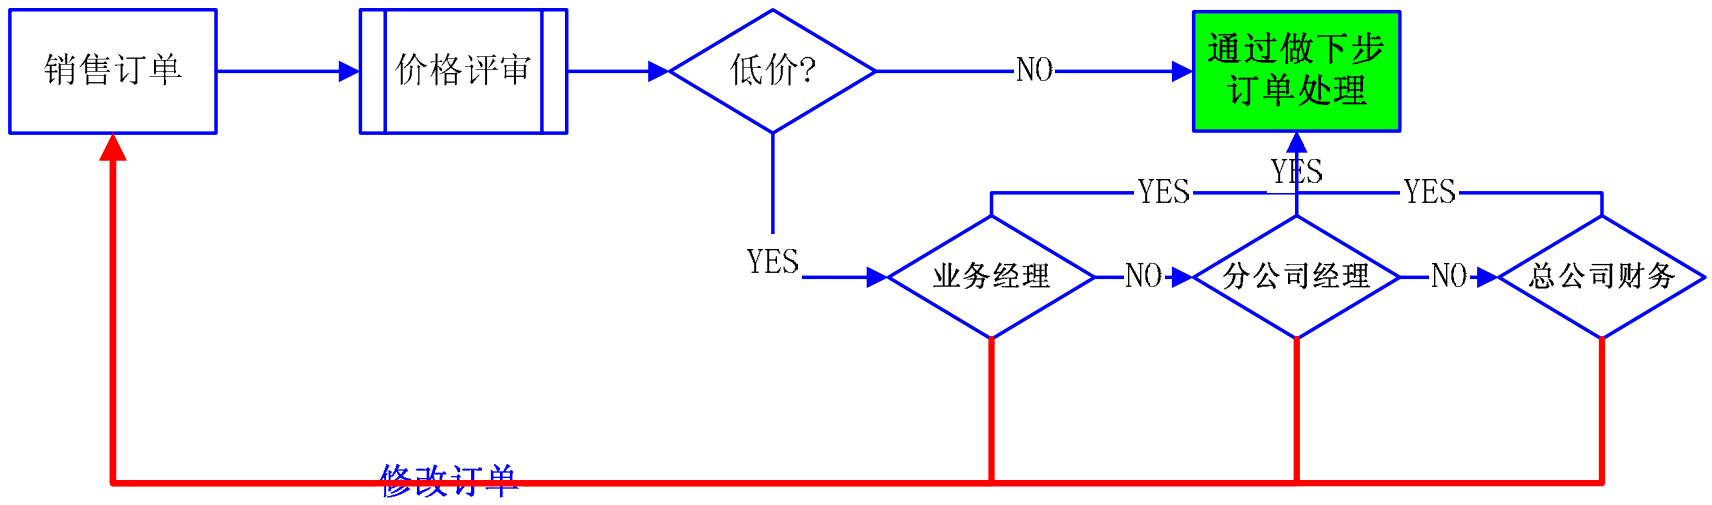 销售订单
价格评审
低价?
NO
通过做下步
订单处理
YES
YES
YES
YES
业务经理
NO
分公司经理
NO
总公司财务
修改订单